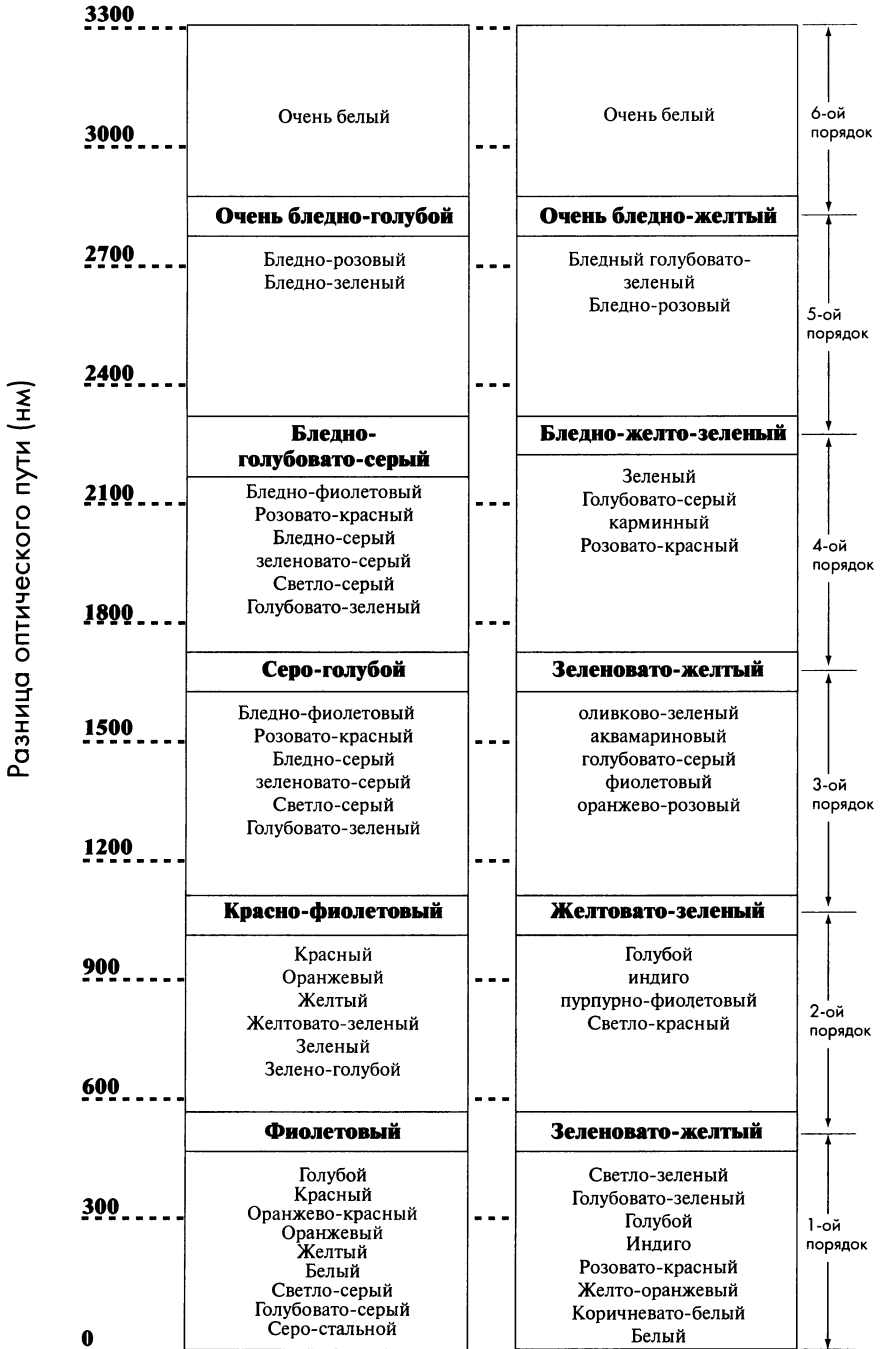 Разница оптического пути (нм)
3300
3000
2700
2400
2100
1800
1500
1200
900
600
300
0
Очень белый
Очень бледно-голубой
Бледно-розовый
Бледно-зеленый
Бледно-
голубовато-серый
Бледно-фиолетовый
Розовато-красный
Бледно-серый
зеленовато-серый
Светло-серый
Голубовато-зеленый
Серо-голубой
Бледно-фиолетовый
Розовато-красный
Бледно-серый
зеленовато-серый
Светло-серый
Голубовато-зеленый
Красно-фиолетовый
Красный
Оранжевый
Желтый
Желтовато-зеленый
Зеленый
Зелено-голубой
Фиолетовый
Голубой
Красный
Оранжево-красный
Оранжевый
Желтый
Белый
Светло-серый
Голубовато-серый
Серо-стальной
Очень белый
Очень бледно-желтый
Бледный голубовато-
зеленый
Бледно-розовый
Бледно-желто-зеленый
Зеленый
Голубовато-серый
карминный
Розовато-красный
Зеленовато-желтый
оливково-зеленый
аквамариновый
голубовато-серый
фиолетовый
оранжево-розовый
Желтовато-зеленый
Голубой
индиго
пурпурно-фиолетовый
Светло-красный
Зеленовато-желтый
Светло-зеленый
Голубовато-зеленый
Голубой
Индиго
Розовато-красный
Желто-оранжевый
Коричневато-белый
Белый
6-ой
порядок
5-ой
порядок
4-ой
порядок
3-ой
порядок
2-ой
порядок
1-ой
порядок